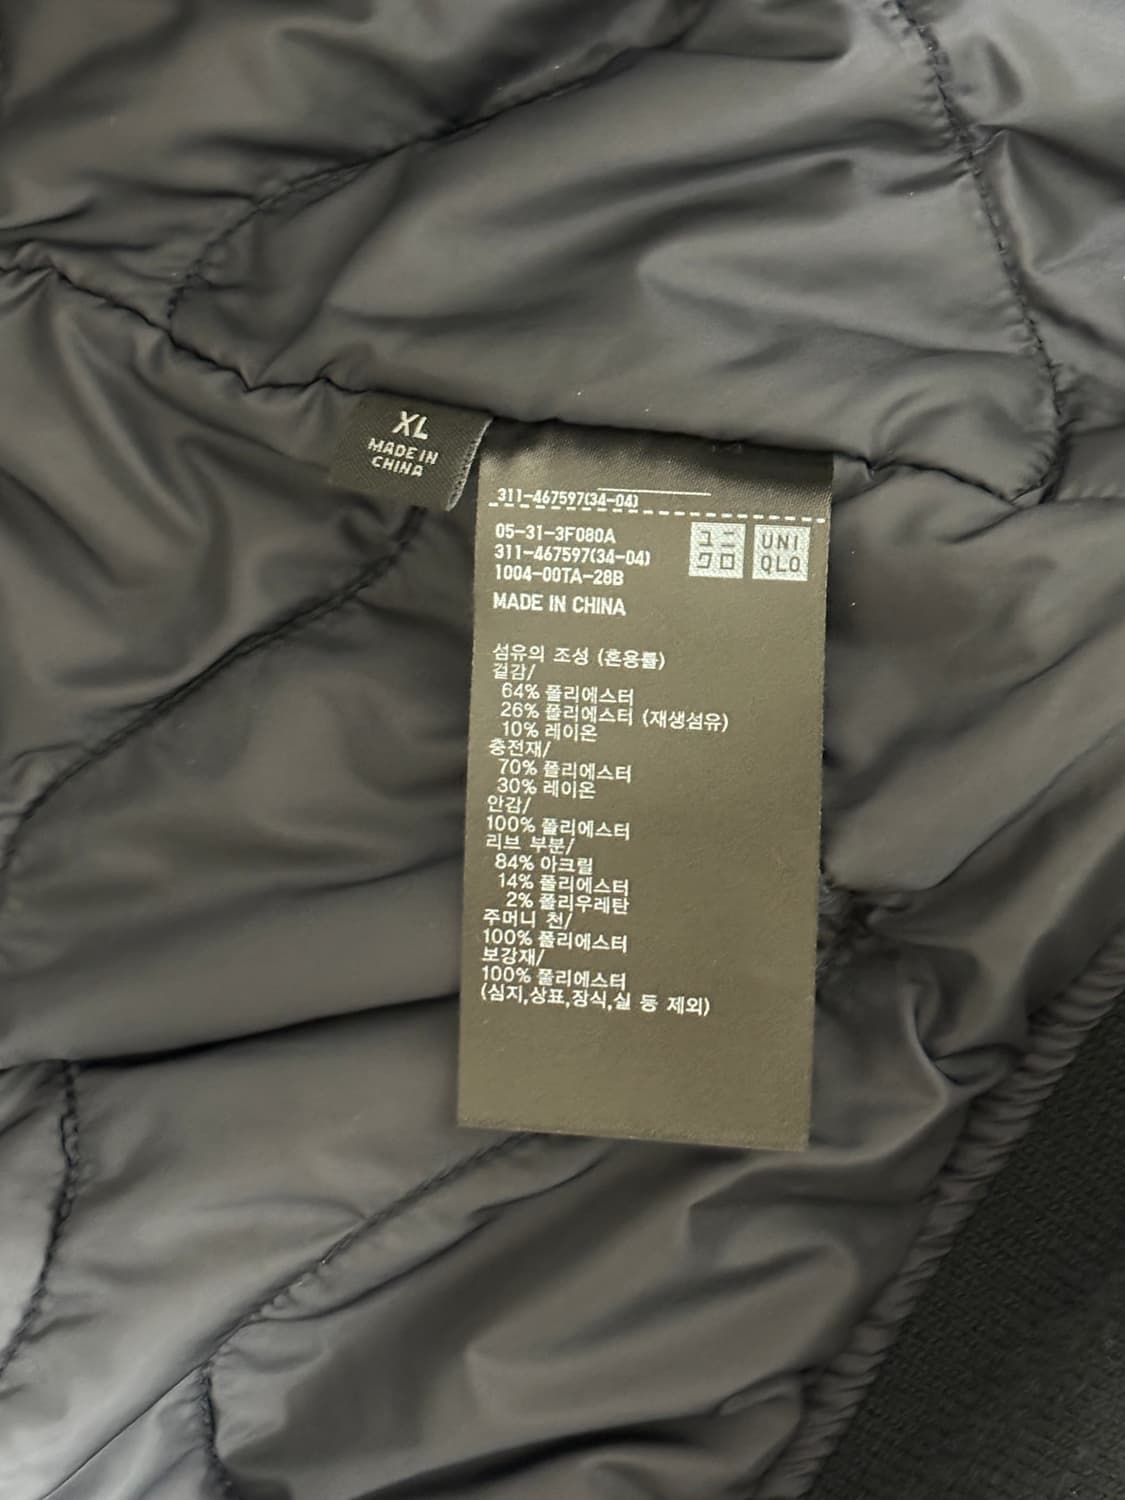 XL
MADE IN
CHINA
311-467597(34-04)
05-31-3F080A
311-467597(34-04)
1004-00TA-28B
MADE IN CHINA
ユニ
クロ
UNI
QLO
섬유의 조성 (혼용률)
겉감/
64% 폴리에스터
26% 폴리에스터 (재생섬유)
10% 레이온
충전재/
70% 폴리에스터
30% 레이온
안감/
100% 폴리에스터
리브 부분/
84% 아크릴
14% 폴리에스터
2% 폴리우레탄
주머니 천/
100% 폴리에스터
보강재/
100% 폴리에스터
(심지,상표,장식,실 등 제외)